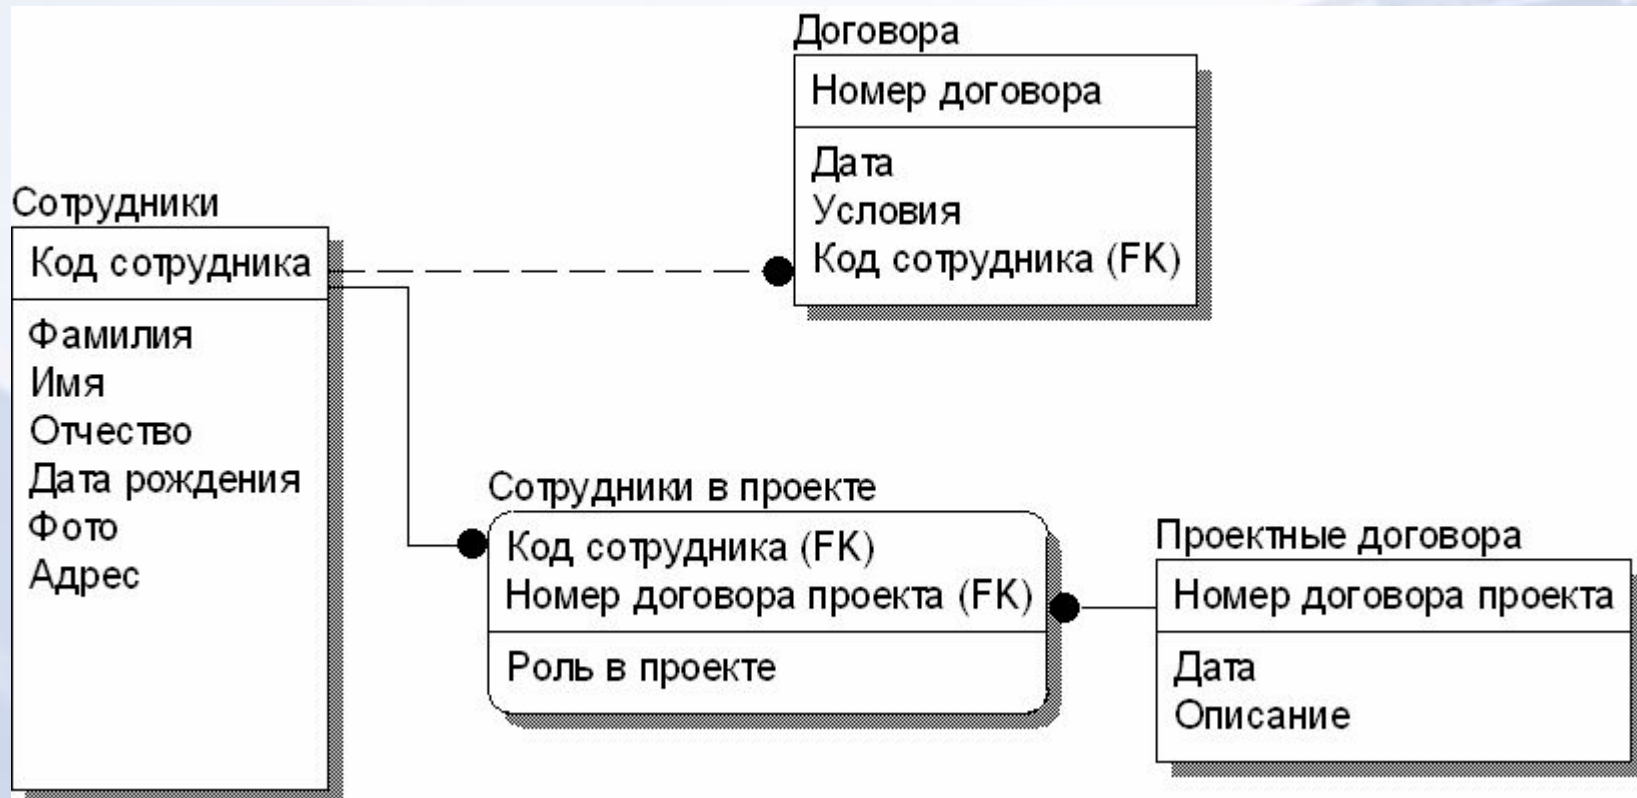 Договора
Номер договора
Дата
Условия
Код сотрудника (FK)
Сотрудники
Код сотрудника
Фамилия
Имя
Отчество
Дата рождения
Фото
Адрес
Сотрудники в проекте
Код сотрудника (FK)
Номер договора проекта (FK)
Роль в проекте
Проектные договора
Номер договора проекта
Дата
Описание